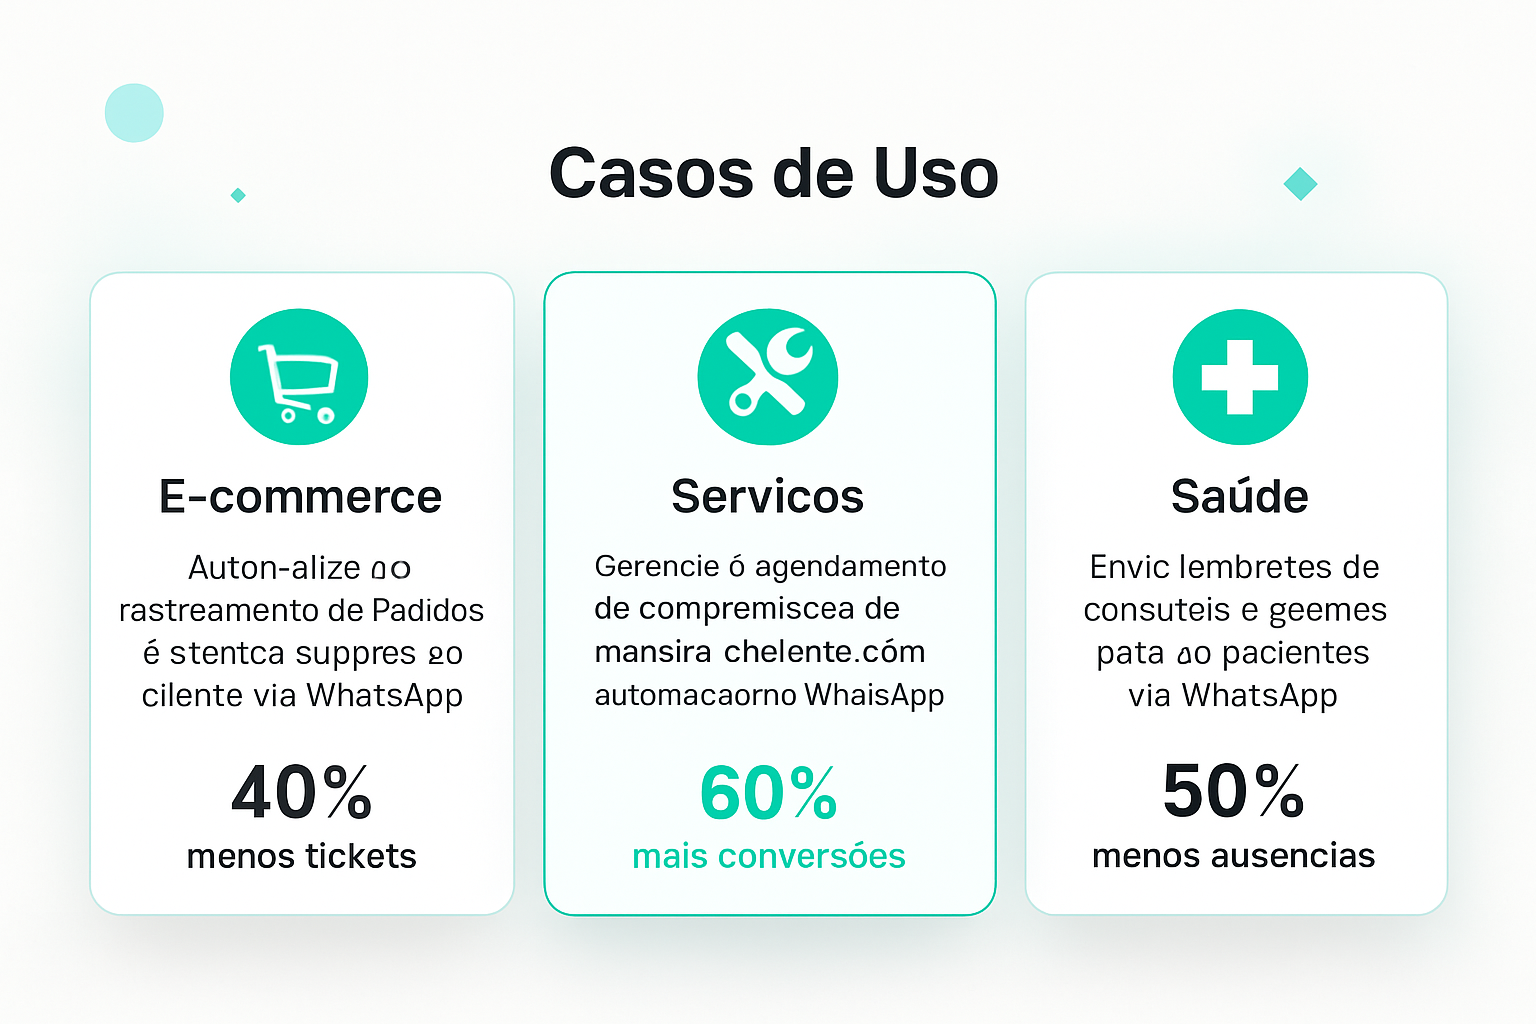 Casos de Uso
E-commerce
Auton-alize ao
rastreamento de Padidos
é stentca suppres
cilente via WhatsApp
40%
menos tickets
Servicos
Gerencie ó agendamento
de compremiscea de
mansira chelente.cóm
automacaorno WhaisApp
60%
mais conversóes
Saúde
Envic lembretes de
consuteis e geemes
pata ao pacientes
via WhatsApp
50%
menos ausencias